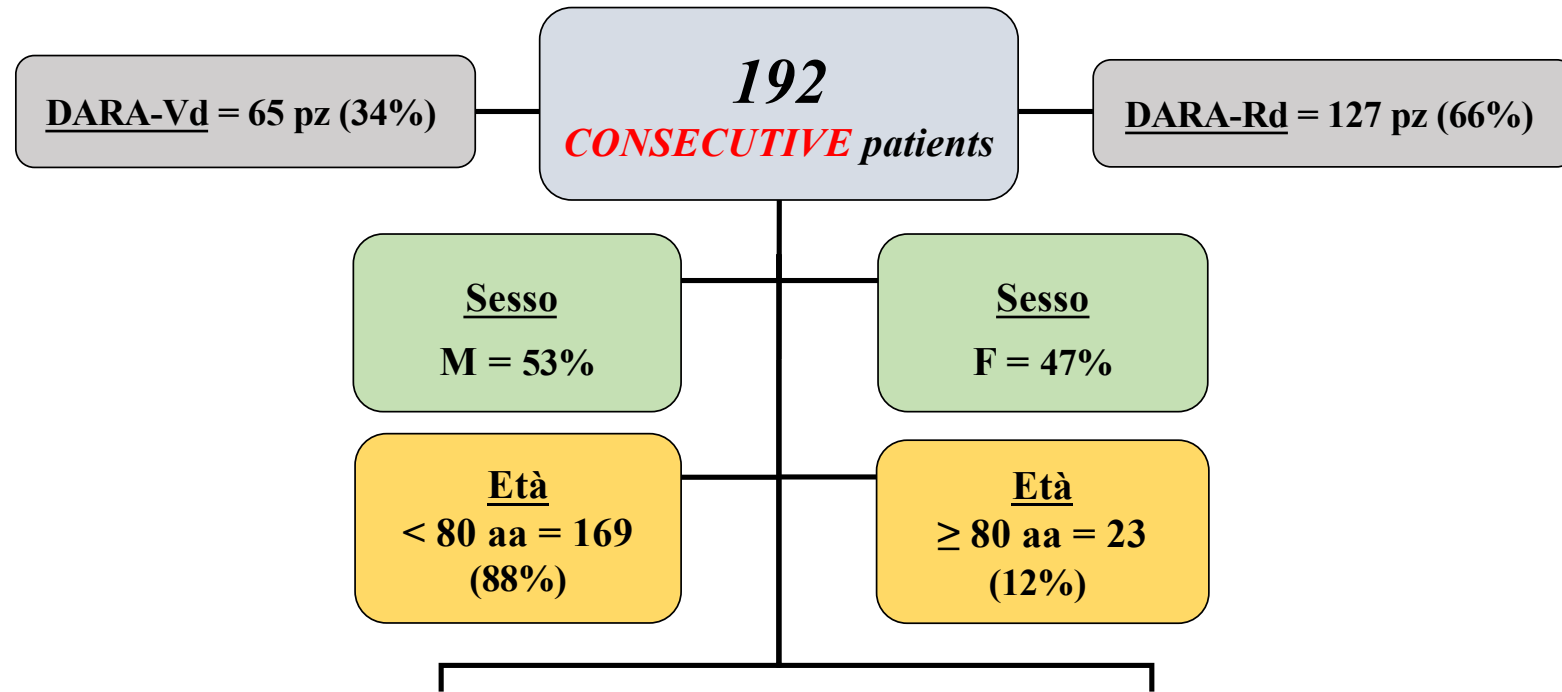 192
CONSECUTIVE patients
DARA-Vd = 65 pz (34%)
DARA-Rd = 127 pz (66%)
Sesso
M = 53%
Sesso
F = 47%
Età
< 80 aa = 169
(88%)
Età
≥ 80 aa = 23
(12%)